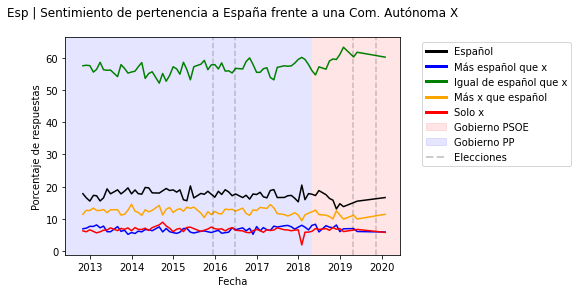 Esp | Sentimiento de pertenencia a España frente a una Com. Autónoma X
Porcentaje de respuestas
60
50
40
30
20
10
0
2013 2014 2015 2016 2017 2018 2019 2020
Fecha
Español
Más español que x
Igual de español que x
Más x que español
Solo x
Gobierno PSOE
Gobierno PP
Elecciones